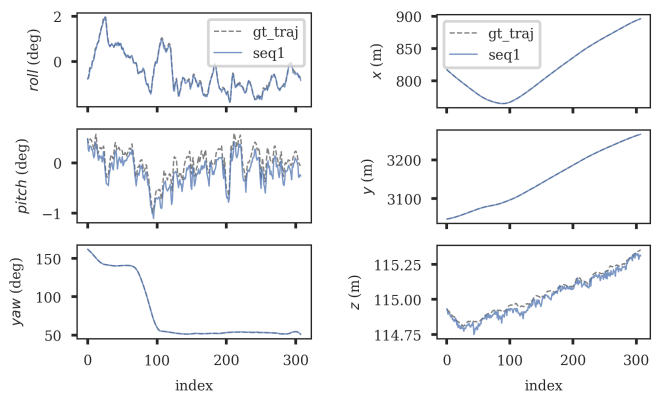 roll (deg)
2
0
gt_traj
seq1
x (m)
900
850
800
gt_traj
seq1
pitch (deg)
0
−1
y (m)
3200
3100
yaw (deg)
150
100
50
0
100
200
300
index
z (m)
115.25
115.00
114.75
0
100
200
300
index